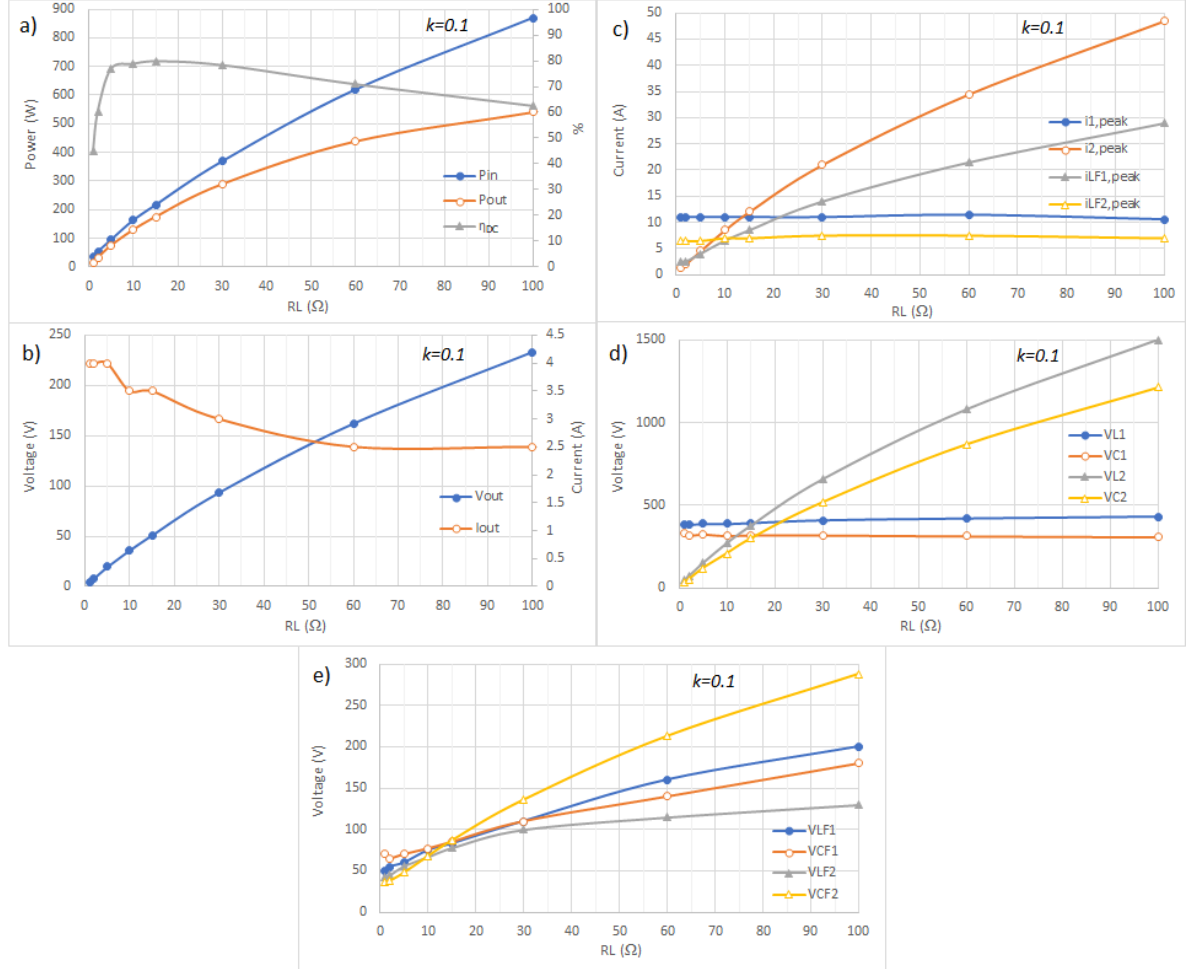 a)
k=0.1
900
800
700
600
500
400
300
200
100
0
100
90
80
70
60
50
40
30
20
10
0
Power (W)
%
Pin
Pout
ηDC
0 10 20 30 40 50 60 70 80 90 100
RL (Ω)
c)
k=0.1
50
45
40
35
30
25
20
15
10
5
0
Current (A)
i1,peak
i2,peak
iLF1,peak
iLF2,peak
0 10 20 30 40 50 60 70 80 90 100
RL (Ω)
b)
k=0.1
250
200
150
100
50
0
4.5
4
3.5
3
2.5
2
1.5
1
0.5
0
Voltage (V)
Current (A)
Vout
Iout
0 10 20 30 40 50 60 70 80 90 100
RL (Ω)
d)
k=0.1
1500
1000
500
0
Voltage (V)
VL1
VC1
VL2
VC2
0 10 20 30 40 50 60 70 80 90 100
RL (Ω)
e)
k=0.1
300
250
200
150
100
50
0
Voltage (V)
VLF1
VCF1
VLF2
VCF2
0 10 20 30 40 50 60 70 80 90 100
RL (Ω)